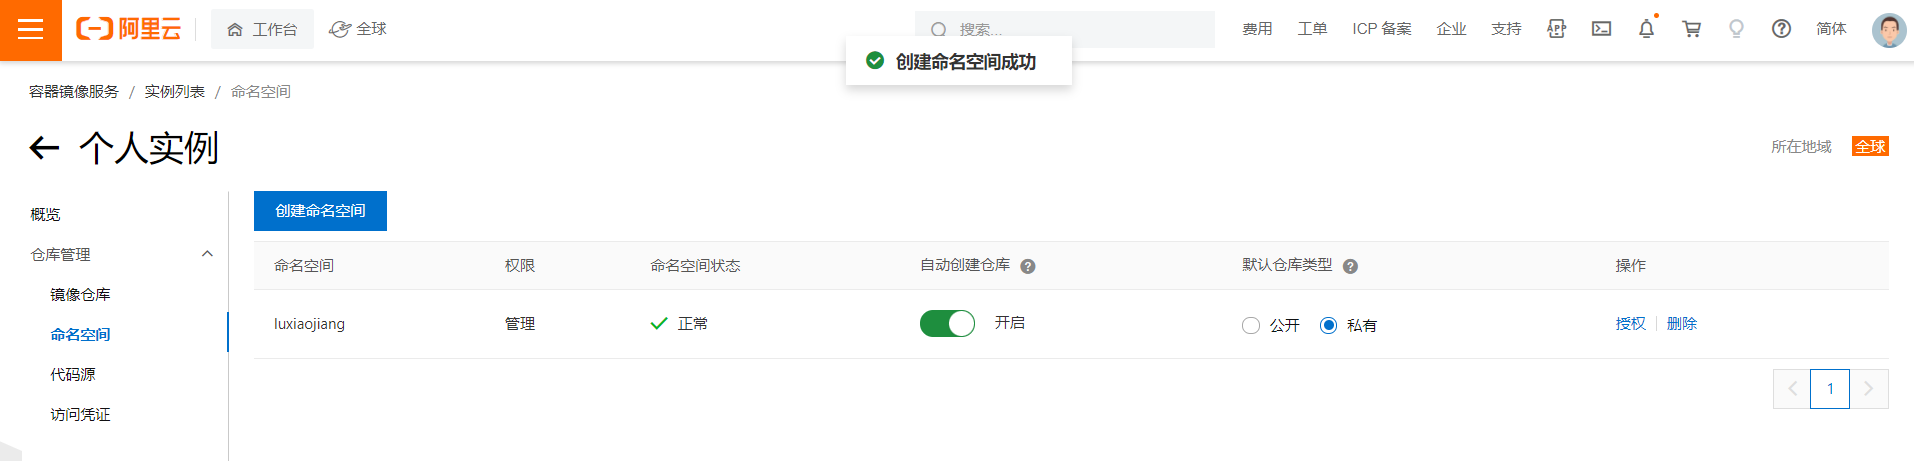 阿里云 工作台 全球 搜索... 费用 工单 ICP 备案 企业 支持 APP 简体
创建命名空间成功
容器镜像服务 / 实例列表 / 命名空间
个人实例 所在地域 全球
创建命名空间
概览
仓库管理
镜像仓库
命名空间
代码源
访问凭证
命名空间 权限 命名空间状态 自动创建仓库 默认仓库类型 操作
luxiaojiang 管理 正常 开启 公开 私有 授权 删除
1